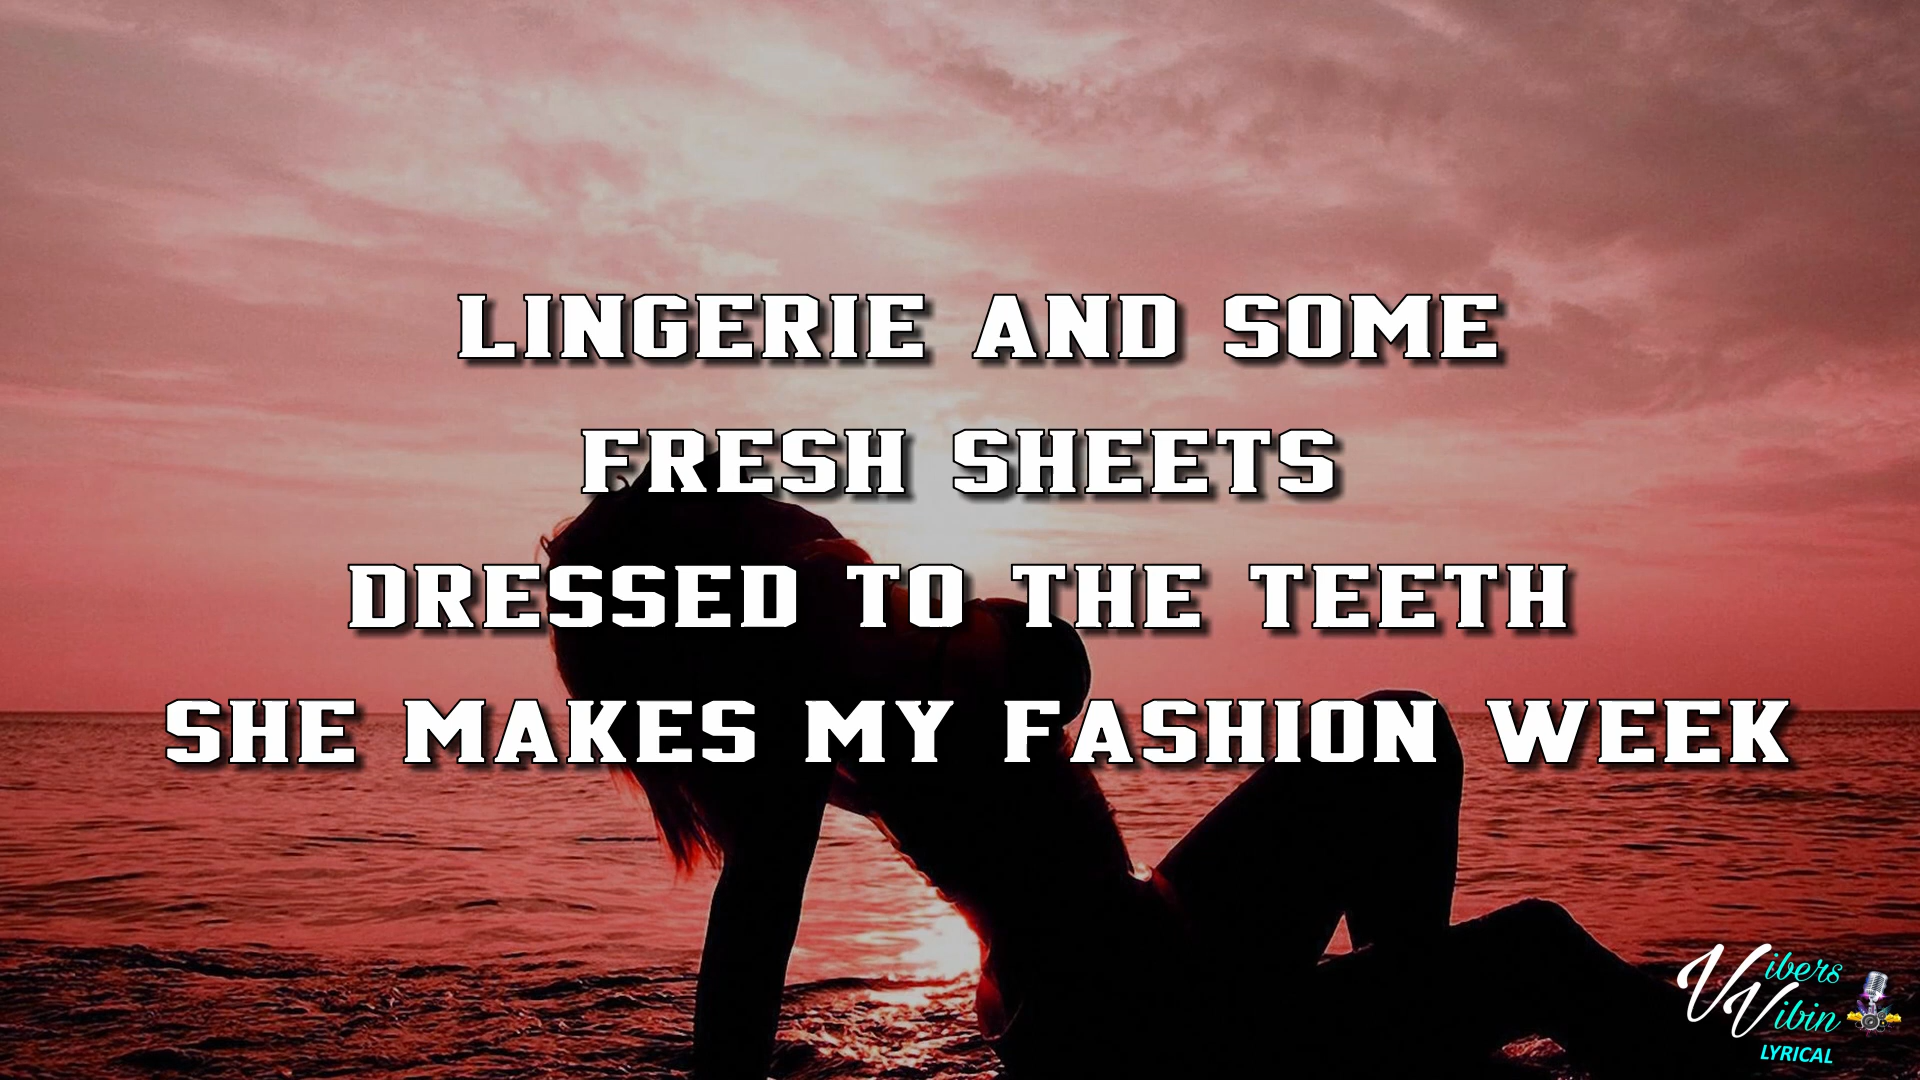 LINGERIE AND SOME
FRESH SHEETS
DRESSED TO THE TEETH
SHE MAKES MY FASHION WEEK
Vibers
Vibin
LYRICAL